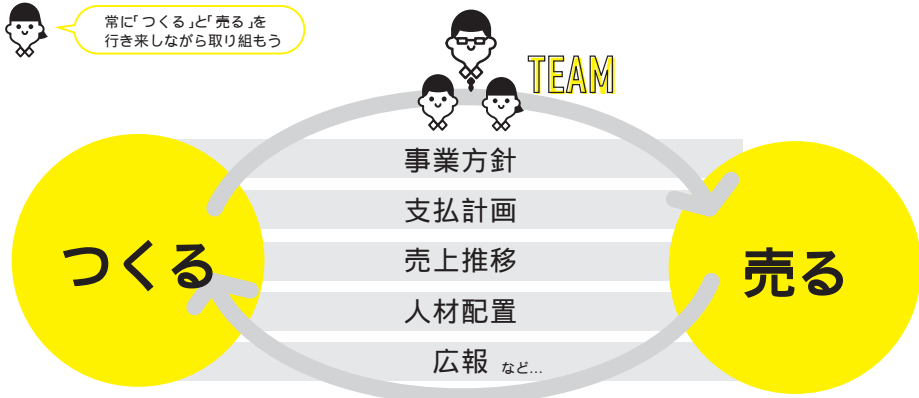 常に「つくる」と「売る」を
行き来しながら取り組もう
TEAM
事業方針
支払計画
売上推移
人材配置
広報 など...
つくる
売る